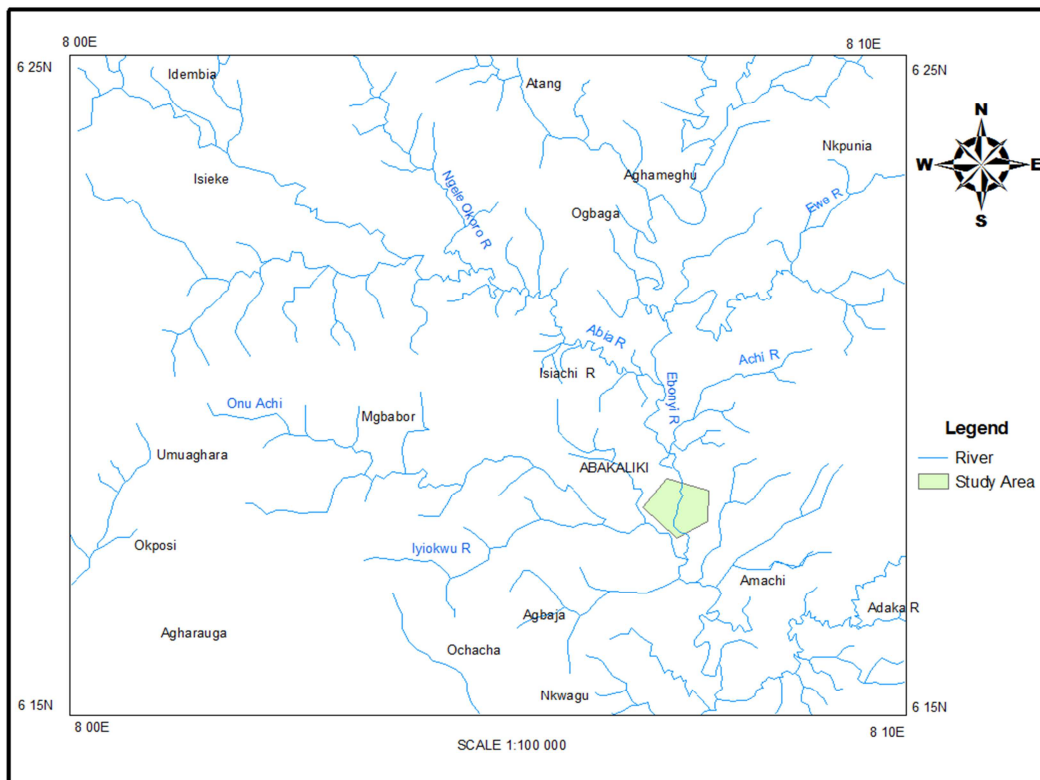 8 00E
8 10E
6 25N
6 25N
Idembia
Atang
N
Nkpunia
W
E
Isieke
Aghameghu
S
Ngele Okoro R
Ewe R
Ogbaga
Abia R
Achi R
Isiachi R
Ebonyi R
Onu Achi
Mgbabor
Legend
Umuaghara
River
ABAKALIKI
Study Area
Okposi
Iyiokwu R
Amachi
Adaka R
Agbaja
Agharauga
Ochacha
Nkwagu
6 15N
6 15N
8 00E
8 10E
SCALE 1:100 000